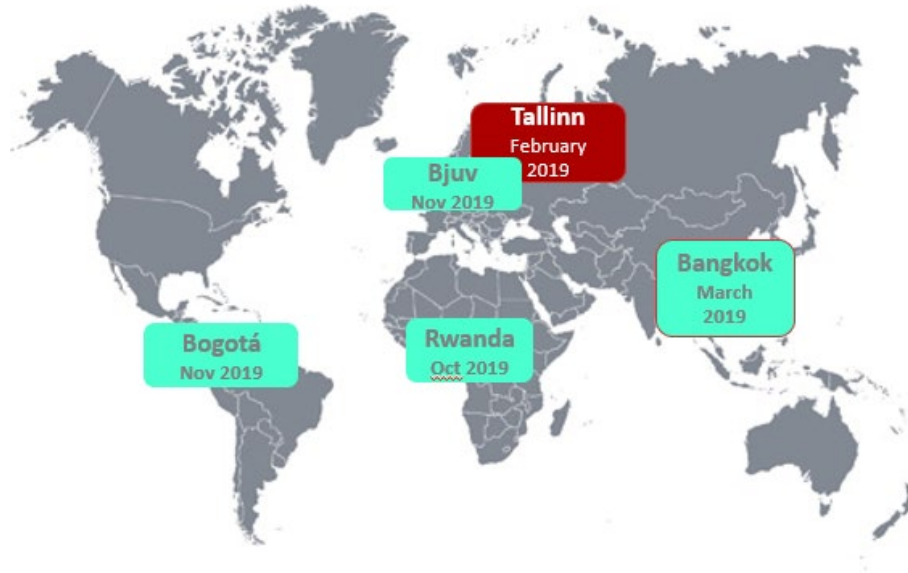 Tallinn
February
2019
Bjuv
Nov 2019
Bangkok
March
2019
Bogotá
Nov 2019
Rwanda
Oct 2019